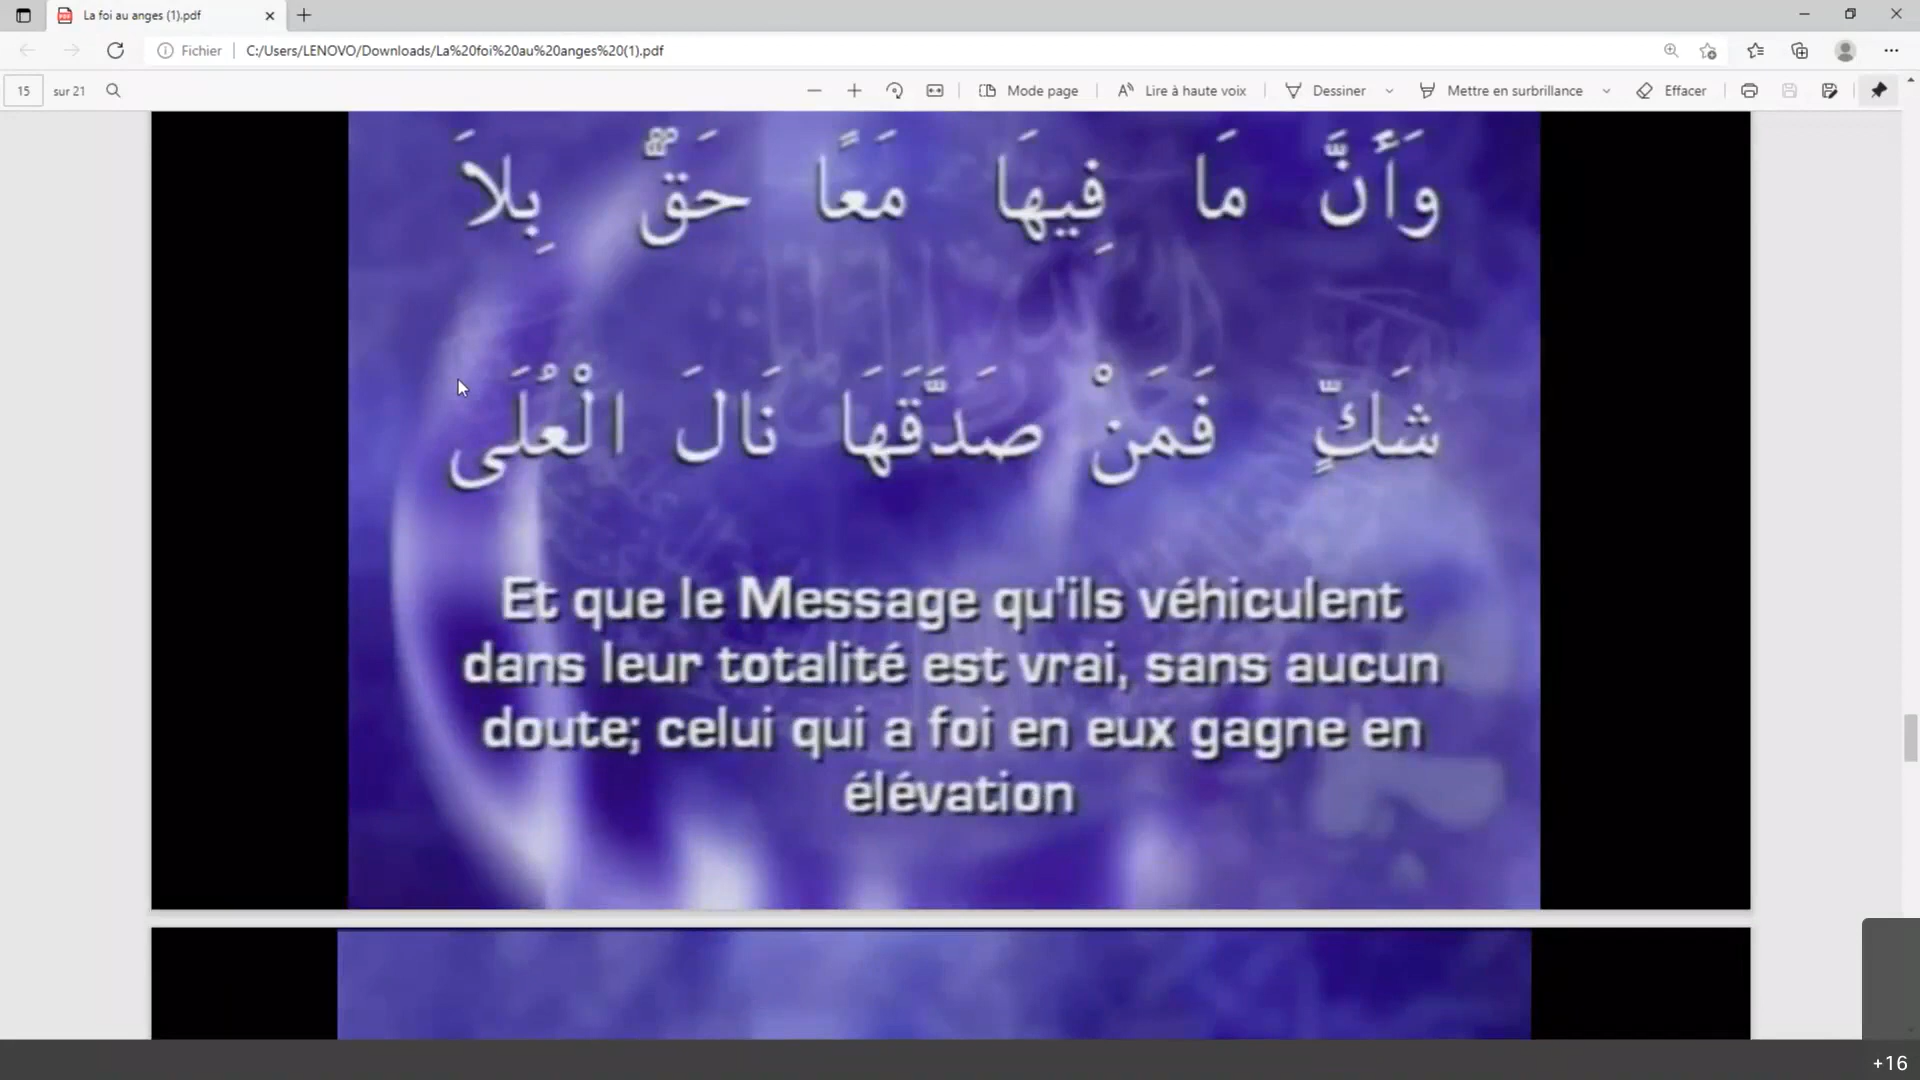 La foi au anges (1).pdf
Fichier C:/Users/LENOVO/Downloads/La%20foi%20au%20anges%20(1).pdf
15 sur 21 Mode page Lire à haute voix Dessiner Mettre en surbrillance Effacer
وَأَنَّ مَا فِيهَا مَعًا حَقٌّ بِلاَ
شَكٍّ فَمَنْ صَدَّقَهَا نَالَ الْعُلَى
Et que le Message qu'ils véhiculent
dans leur totalité est vrai, sans aucun
doute; celui qui a foi en eux gagne en
élévation
+16